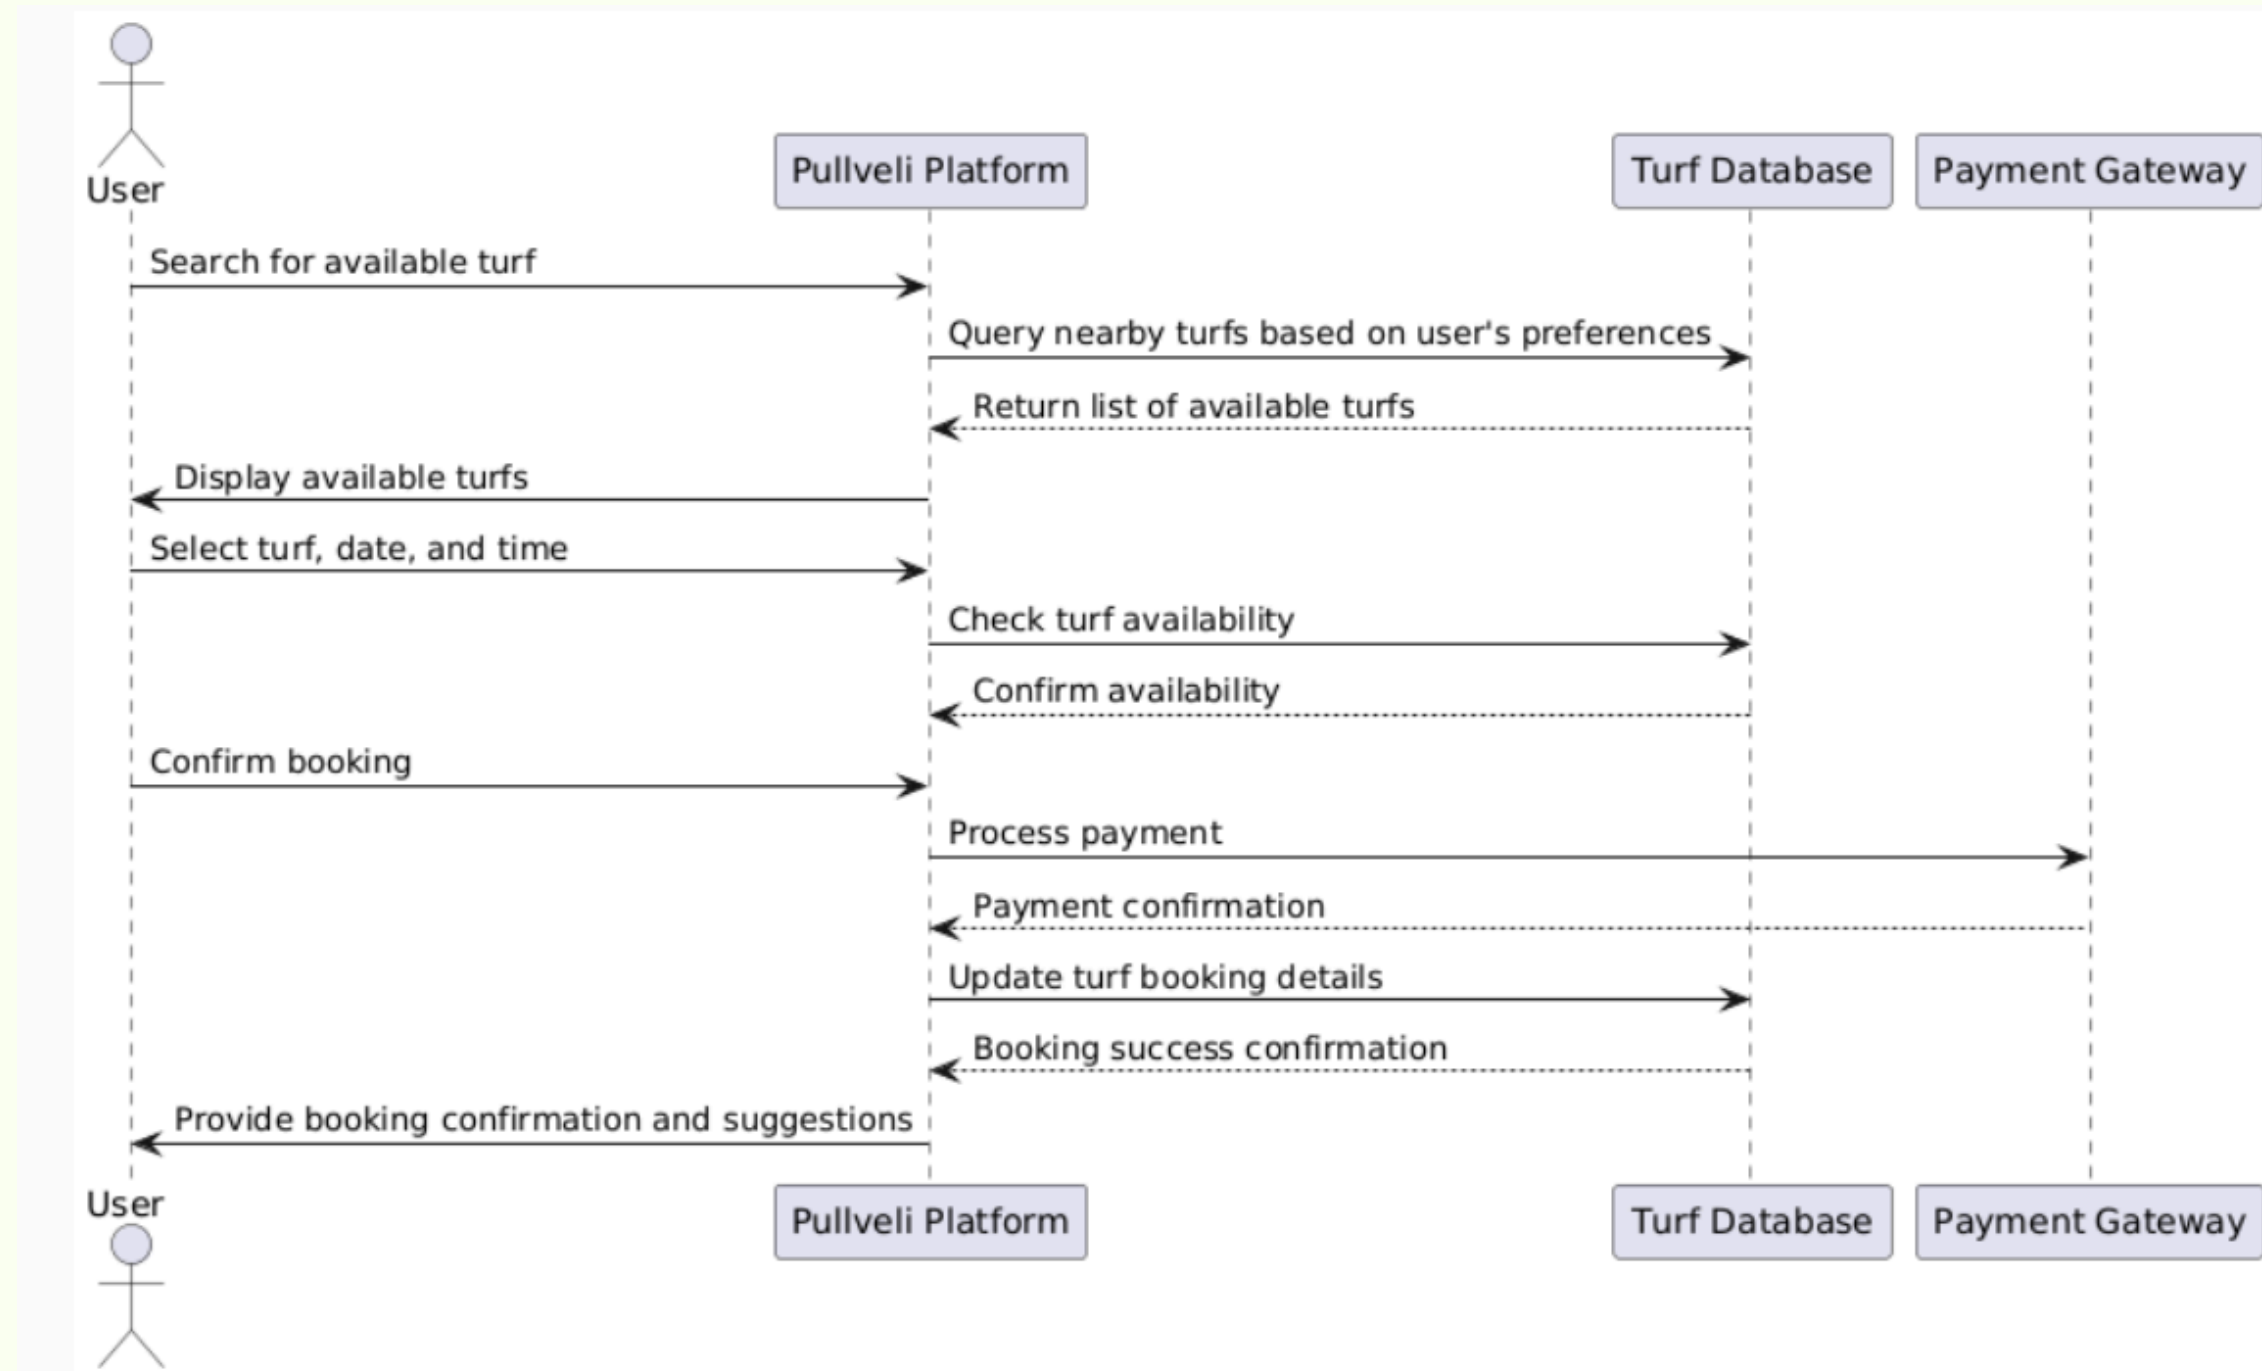 User
Pullveli Platform
Turf Database
Payment Gateway
Search for available turf
Query nearby turfs based on user's preferences
Return list of available turfs
Display available turfs
Select turf, date, and time
Check turf availability
Confirm availability
Confirm booking
Process payment
Payment confirmation
Update turf booking details
Booking success confirmation
Provide booking confirmation and suggestions
User
Pullveli Platform
Turf Database
Payment Gateway